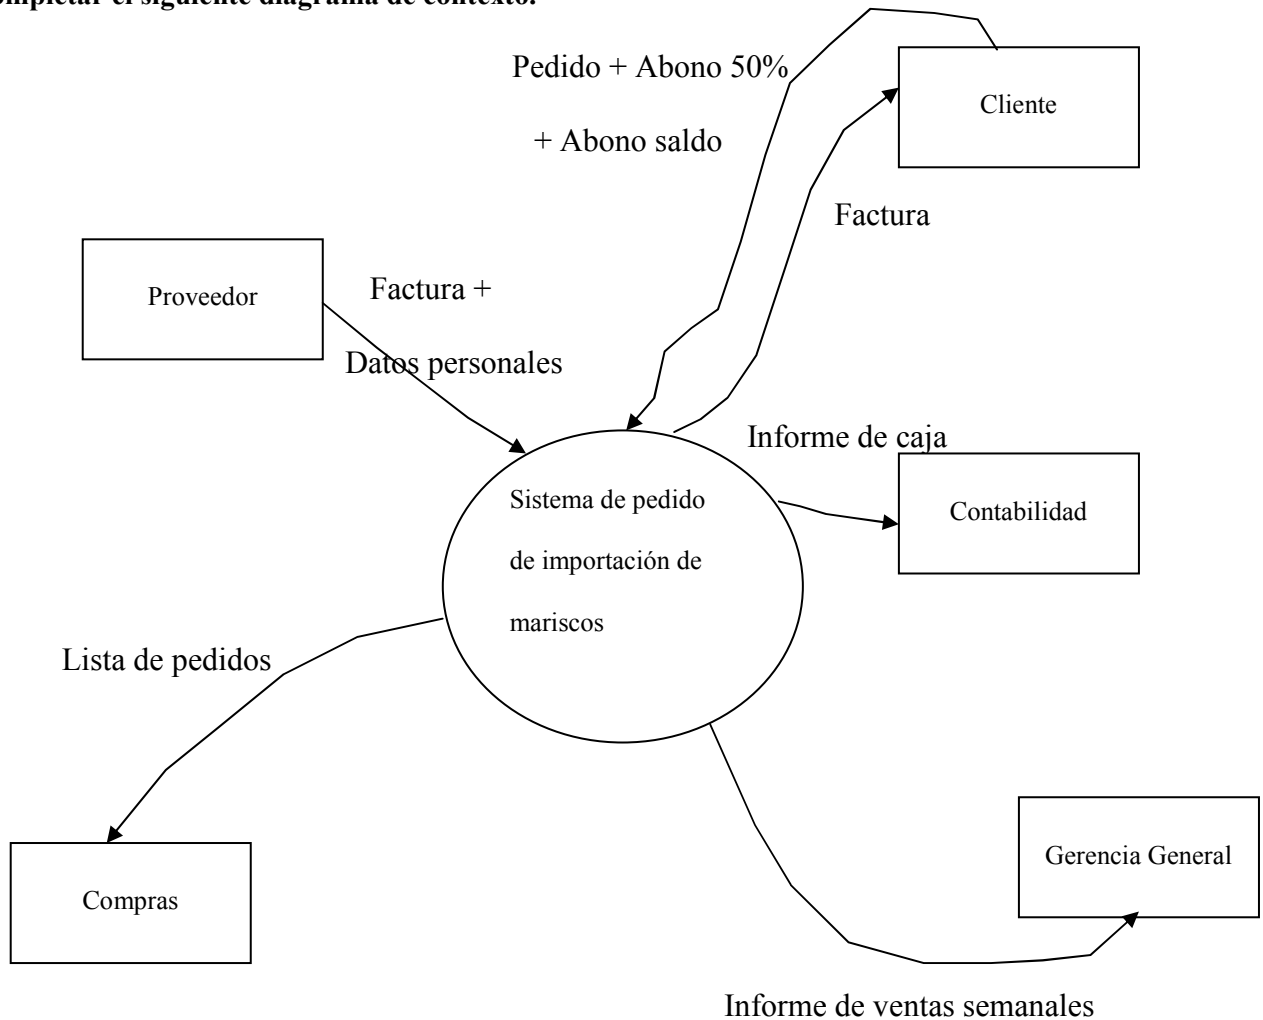 completar el siguiente diagrama de contexto.
Pedido + Abono 50%
+ Abono saldo
Cliente
Factura
Proveedor
Factura +
Datos personales
Informe de caja
Contabilidad
Sistema de pedido
de importación de
mariscos
Lista de pedidos
Compras
Gerencia General
Informe de ventas semanales